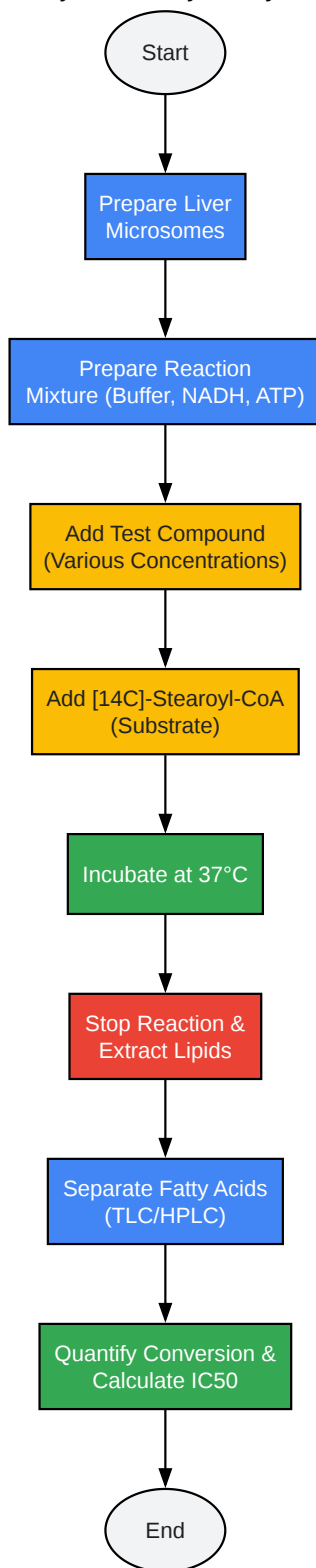 Start
Prepare Liver
Microsomes
Prepare Reaction
Mixture (Buffer, NADH, ATP)
Add Test Compound
(Various Concentrations)
Add [14C]-Stearoyl-CoA
(Substrate)
Incubate at 37°C
Stop Reaction &
Extract Lipids
Separate Fatty Acids
(TLC/HPLC)
Quantify Conversion &
Calculate IC50
End